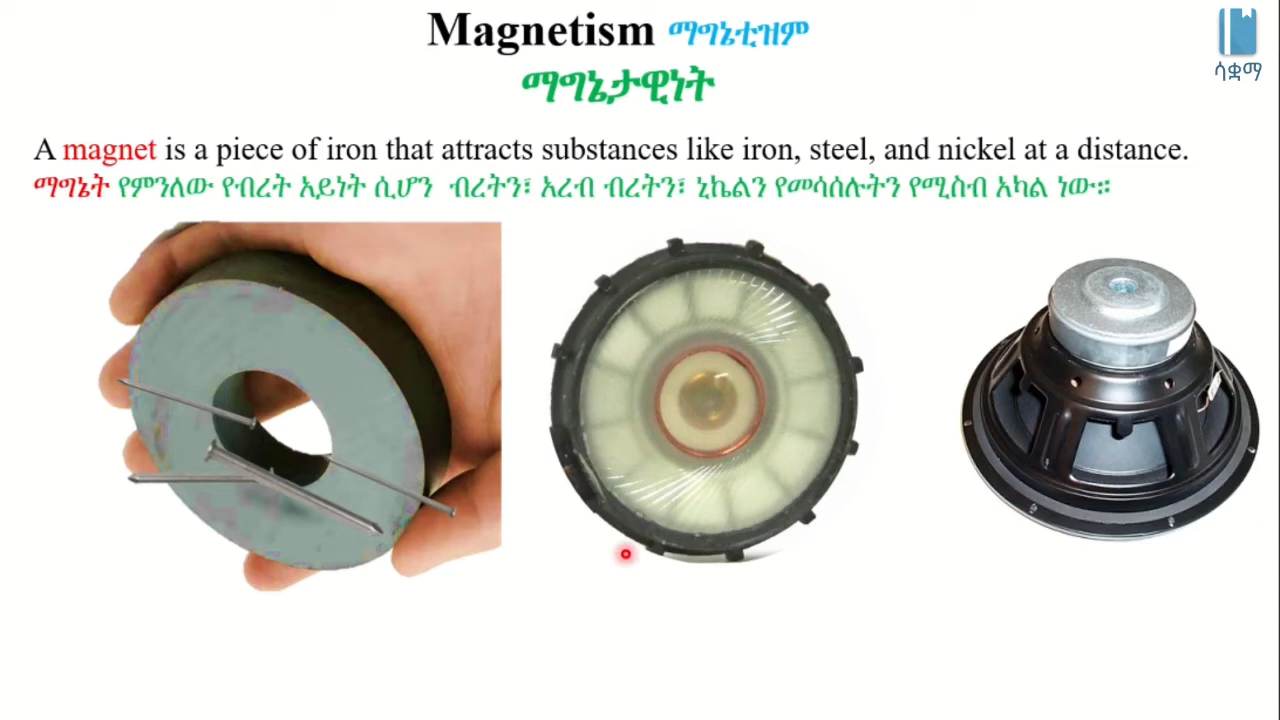 Magnetism ማግኔቲዝም
ማግኔታዊነት
ሳቋማ
A magnet is a piece of iron that attracts substances like iron, steel, and nickel at a distance.
ማግኔት የምንለው የብረት አይነት ሲሆን ብረትን፣ አረብ ብረትን፣ ኒኬልን የመሳሰሉትን የሚስብ አካል ነው።